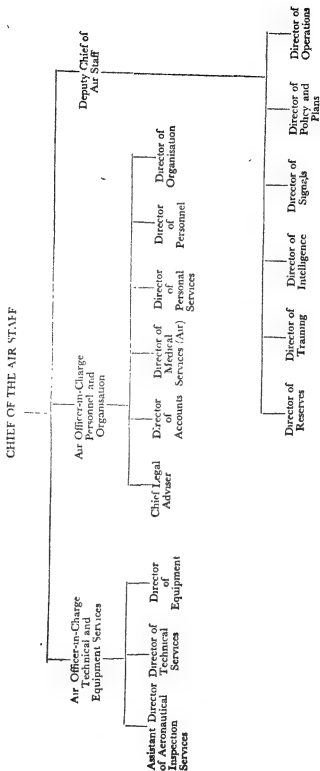 CHIEF OF THE AIR STAFF
Air Officer-in-Charge
Technical and
Equipment Services
Air Officer-in-Charge
Personnel and
Organisation
Deputy Chief of
Air Staff
Assistant Director
of Aeronautical
Inspection
Services
Director of
Technical
Services
Director
of
Equipment
Chief Legal
Adviser
Director
of
Accounts
Director of
Medical
Services (Air)
Director
of
Personal
Services
Director
of
Personnel
Director of
Organisation
Director of
Reserves
Director of
Training
Director of
Intelligence
Director of
Signals
Director of
Policy and
Plans
Director of
Operations